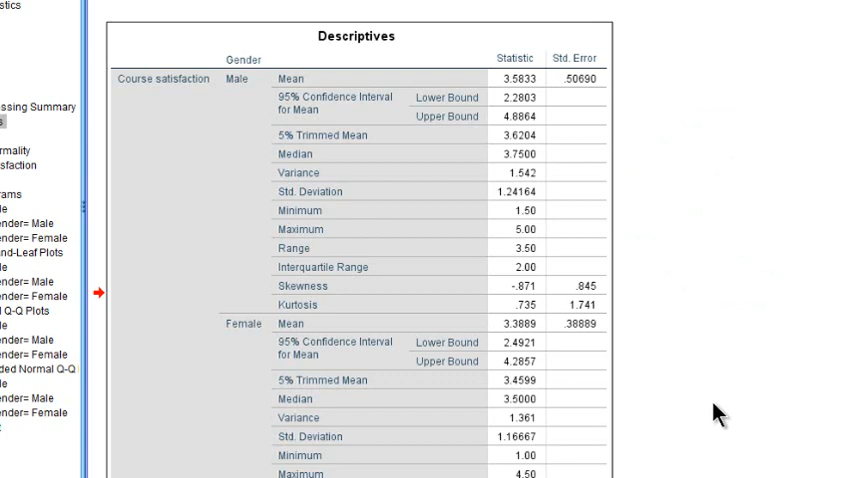 stics
ssing Summary
s
rmality
sfaction
rams
le
ender= Male
ender= Female
nd-Leaf Plots
le
ender= Male
ender= Female
l Q-Q Plots
le
ender= Male
ender= Female
ded Normal Q-Q
le
ender= Male
ender= Female
Descriptives
Gender Statistic Std. Error
Course satisfaction Male Mean 3.5833 .50690
95% Confidence Interval for Mean Lower Bound 2.2803
Upper Bound 4.8864
5% Trimmed Mean 3.6204
Median 3.7500
Variance 1.542
Std. Deviation 1.24164
Minimum 1.50
Maximum 5.00
Range 3.50
Interquartile Range 2.00
Skewness -.871 .845
Kurtosis .735 1.741
Female Mean 3.3889 .38889
95% Confidence Interval for Mean Lower Bound 2.4921
Upper Bound 4.2857
5% Trimmed Mean 3.4599
Median 3.5000
Variance 1.361
Std. Deviation 1.16667
Minimum 1.00
Maximum 4.50